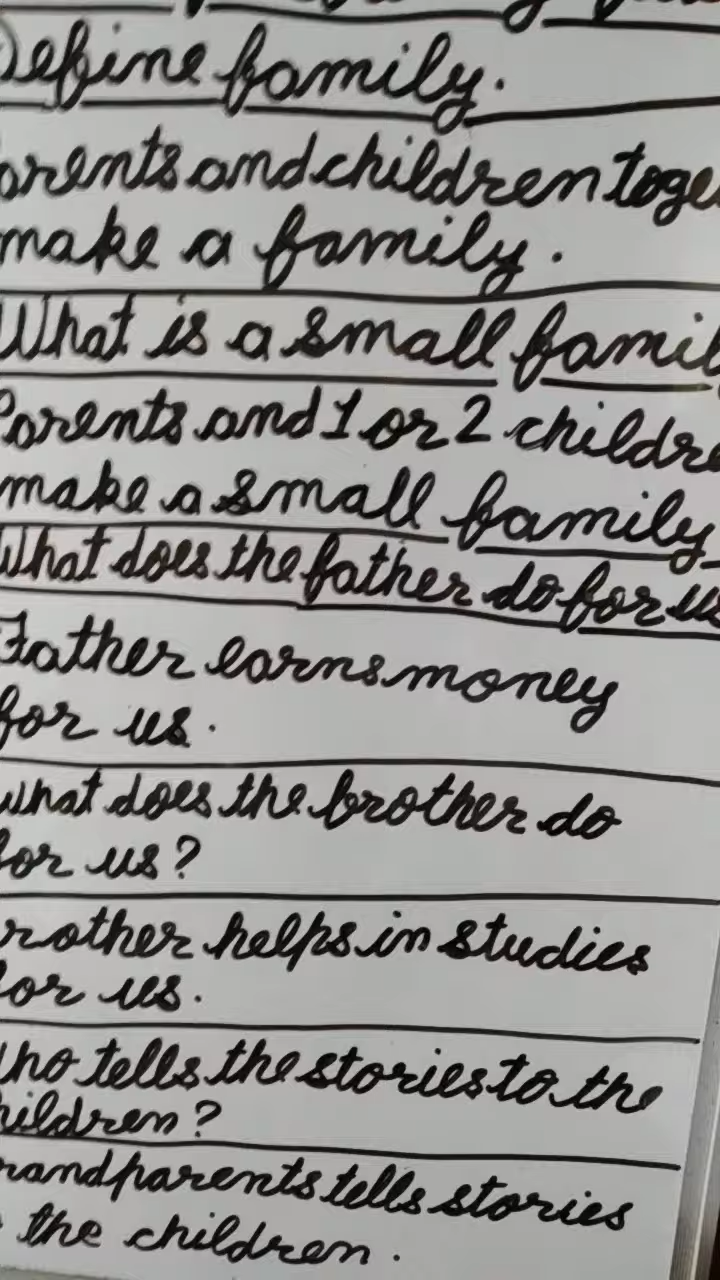 Define family.
arents and children toge
make a family.
What is a small famil
Parents and 1 or 2 childre
make a small family
What does the father do for us
Father earns money
for us.
what does the brother do
for us?
rother helps in studies
for us.
ho tells the stories to the
hildren?
randparents tells stories
the children.